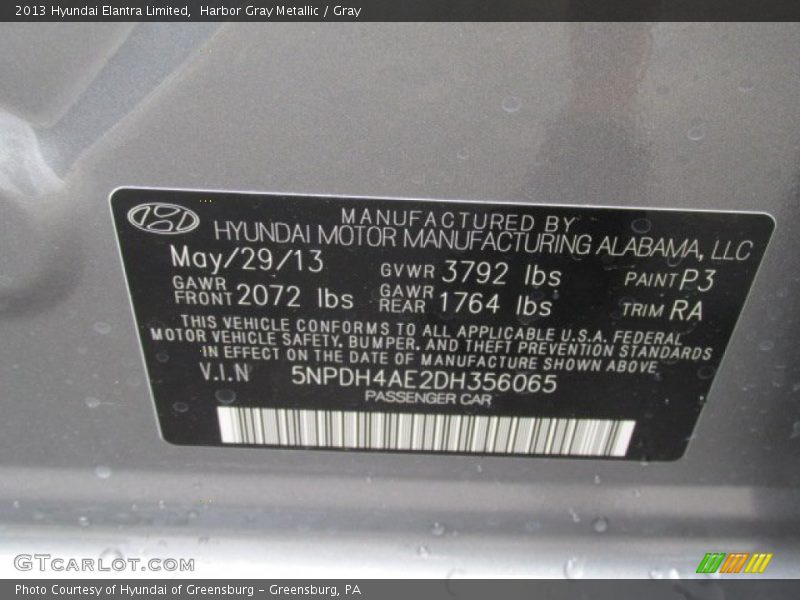 2013 Hyundai Elantra Limited, Harbor Gray Metallic / Gray
MANUFACTURED BY
HYUNDAI MOTOR MANUFACTURING ALABAMA, LLC
May/29/13 GVWR 3792 lbs PAINT P3
GAWR FRONT 2072 lbs GAWR REAR 1764 lbs TRIM RA
THIS VEHICLE CONFORMS TO ALL APPLICABLE U.S.A. FEDERAL
MOTOR VEHICLE SAFETY, BUMPER, AND THEFT PREVENTION STANDARDS
IN EFFECT ON THE DATE OF MANUFACTURE SHOWN ABOVE
V.I.N 5NPDH4AE2DH356065
PASSENGER CAR
GTCARLOT.COM
Photo Courtesy of Hyundai of Greensburg - Greensburg, PA